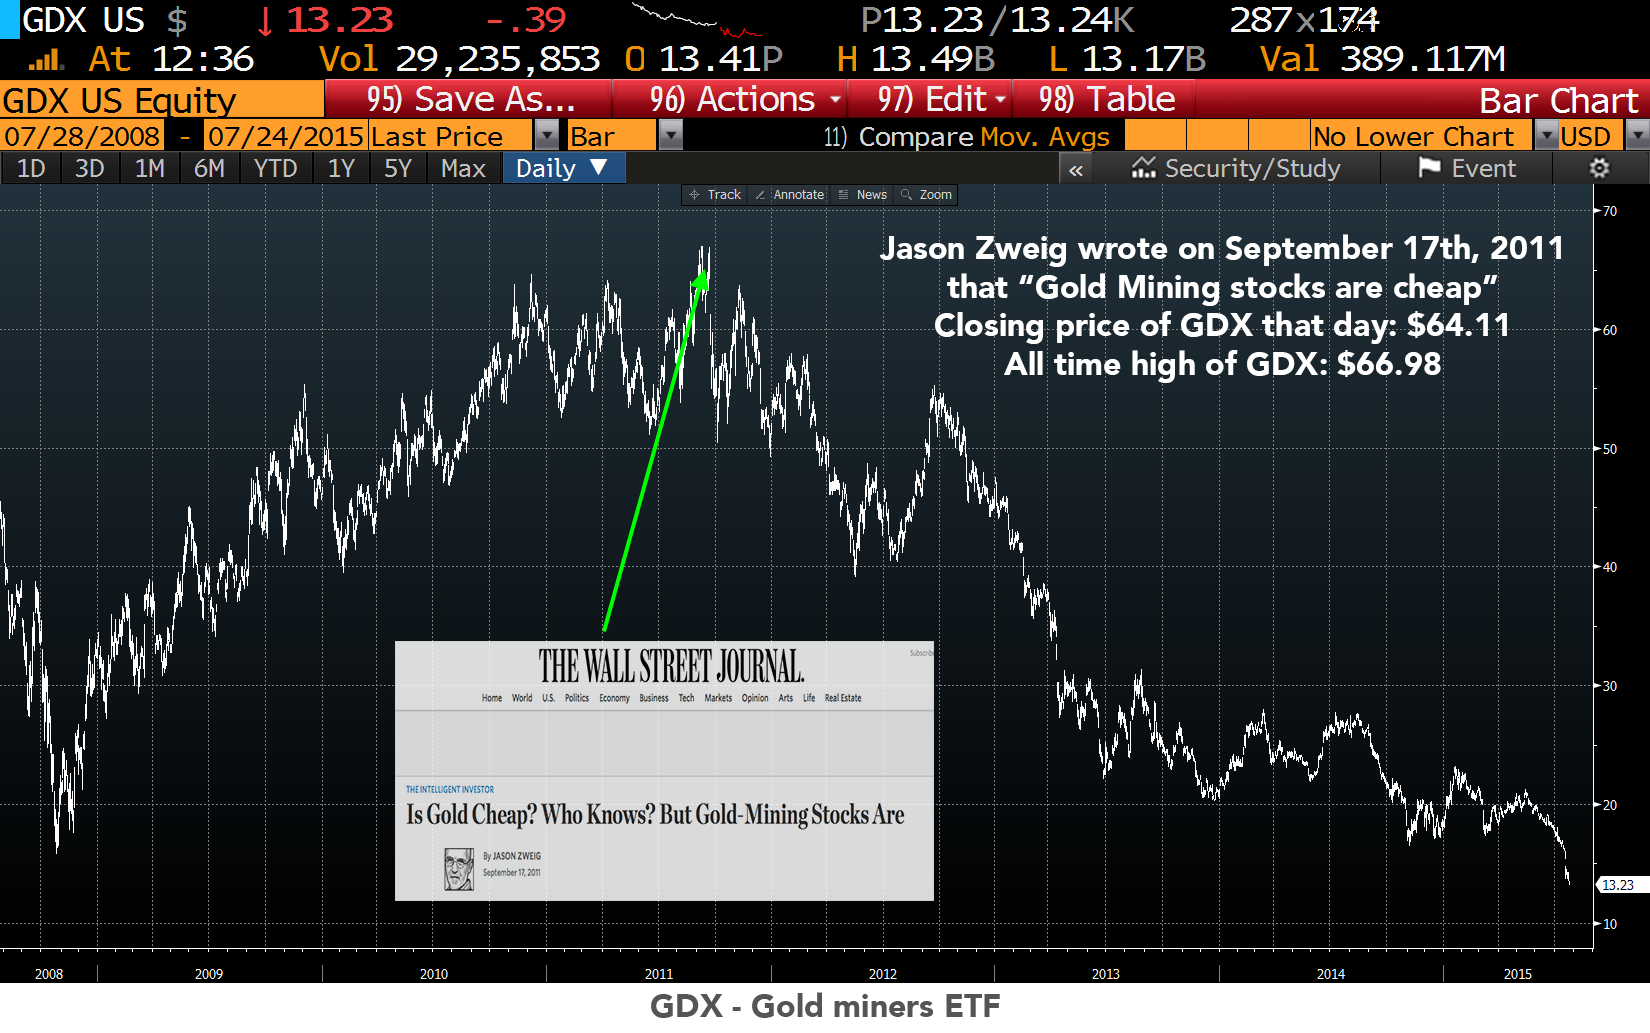 GDX US $ ↓ 13.23 -.39 P13.23/13.24K 287x174
At 12:36 Vol 29,235,853 O 13.41P H 13.49B L 13.17B Val 389.117M
GDX US Equity 95) Save As... 96) Actions 97) Edit 98) Table Bar Chart
07/28/2008 - 07/24/2015 Last Price Bar 11) Compare Mov. Avgs No Lower Chart USD
1D 3D 1M 6M YTD 1Y 5Y Max Daily ▼ « Security/Study Event
Track Annotate News Zoom
70
Jason Zweig wrote on September 17th, 2011
that “Gold Mining stocks are cheap”
Closing price of GDX that day: $64.11
60
All time high of GDX: $66.98
50
40
THE WALL STREET JOURNAL.
Subscribe
Home World U.S. Politics Economy Business Tech Markets Opinion Arts Life Real Estate
30
THE INTELLIGENT INVESTOR
20
Is Gold Cheap? Who Knows? But Gold-Mining Stocks Are
By JASON ZWEIG
September 17, 2011
13.23
10
2008 2009 2010 2011 2012 2013 2014 2015
GDX - Gold miners ETF